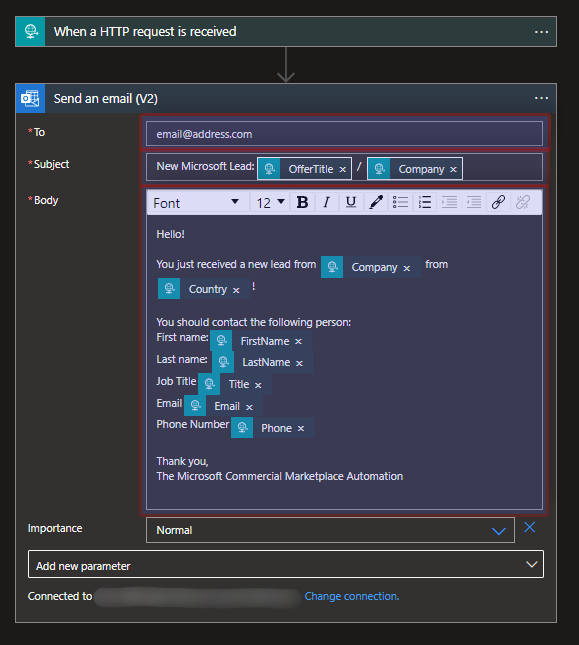 When a HTTP request is received
Send an email (V2)
* To
email@address.com
* Subject
New Microsoft Lead: OfferTitle × / Company ×
* Body
Font 12 B I U
Hello!
You just received a new lead from Company × from
Country × !
You should contact the following person:
First name: FirstName ×
Last name: LastName ×
Job Title Title ×
Email Email ×
Phone Number Phone ×
Thank you,
The Microsoft Commercial Marketplace Automation
Importance
Normal
Add new parameter
Connected to
Change connection.